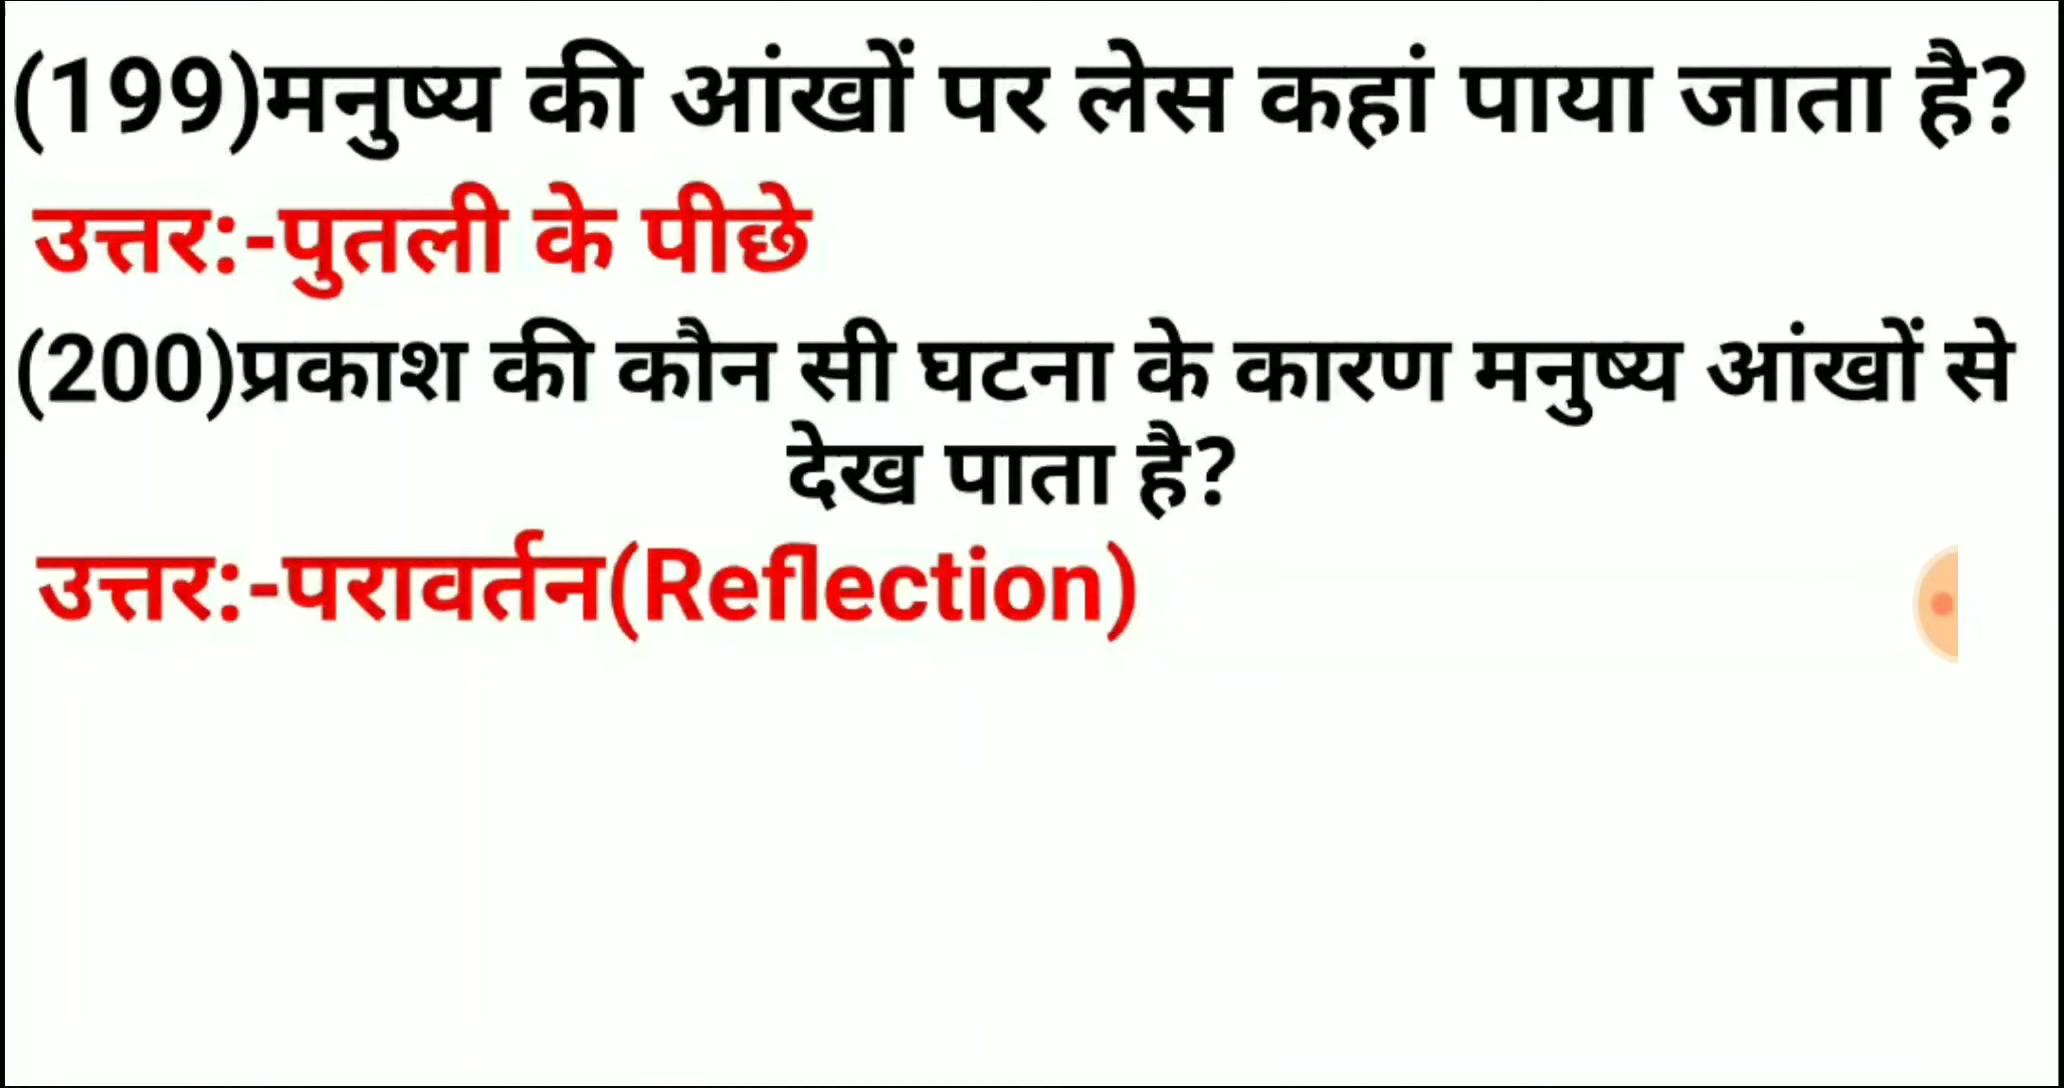 (199)मनुष्य की आंखों पर लेस कहां पाया जाता है?
उत्तर:-पुतली के पीछे
(200)प्रकाश की कौन सी घटना के कारण मनुष्य आंखों से
देख पाता है?
उत्तर:-परावर्तन(Reflection)